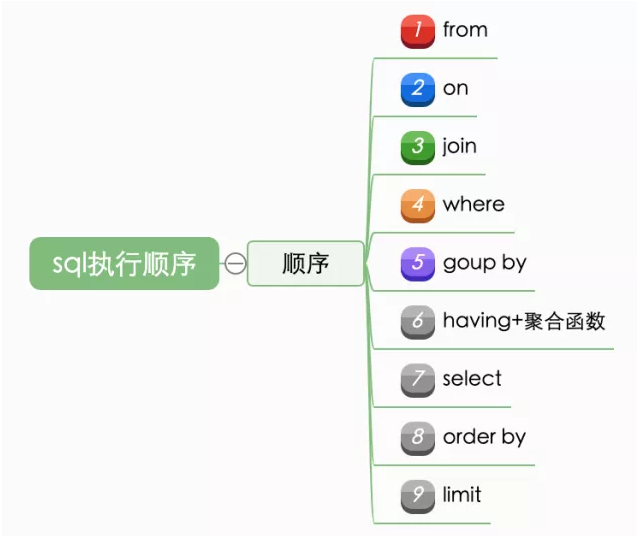 sql执行顺序
顺序
1 from
2 on
3 join
4 where
5 goup by
6 having+聚合函数
7 select
8 order by
9 limit